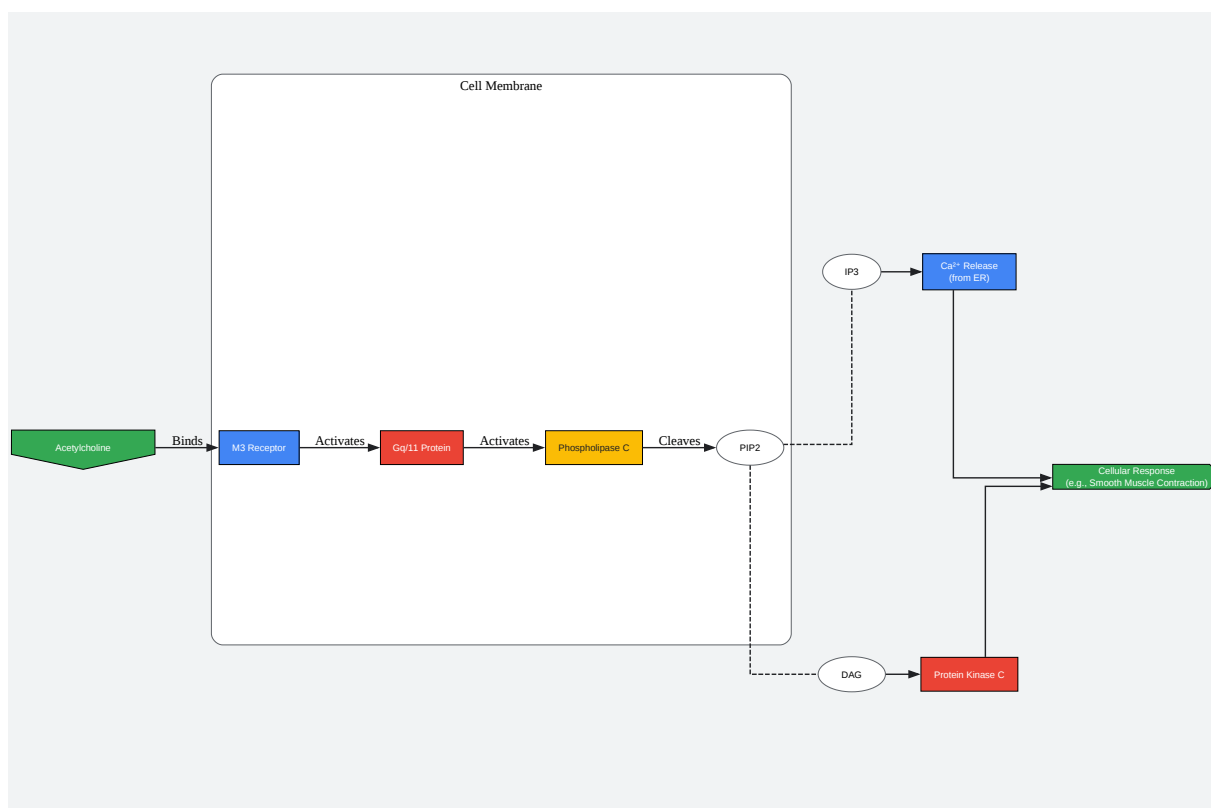 Cell Membrane
IP3
Ca²⁺ Release
(from ER)
Acetylcholine
Binds
M3 Receptor
Activates
Gq/11 Protein
Activates
Phospholipase C
Cleaves
PIP2
Cellular Response
(e.g., Smooth Muscle Contraction)
DAG
Protein Kinase C